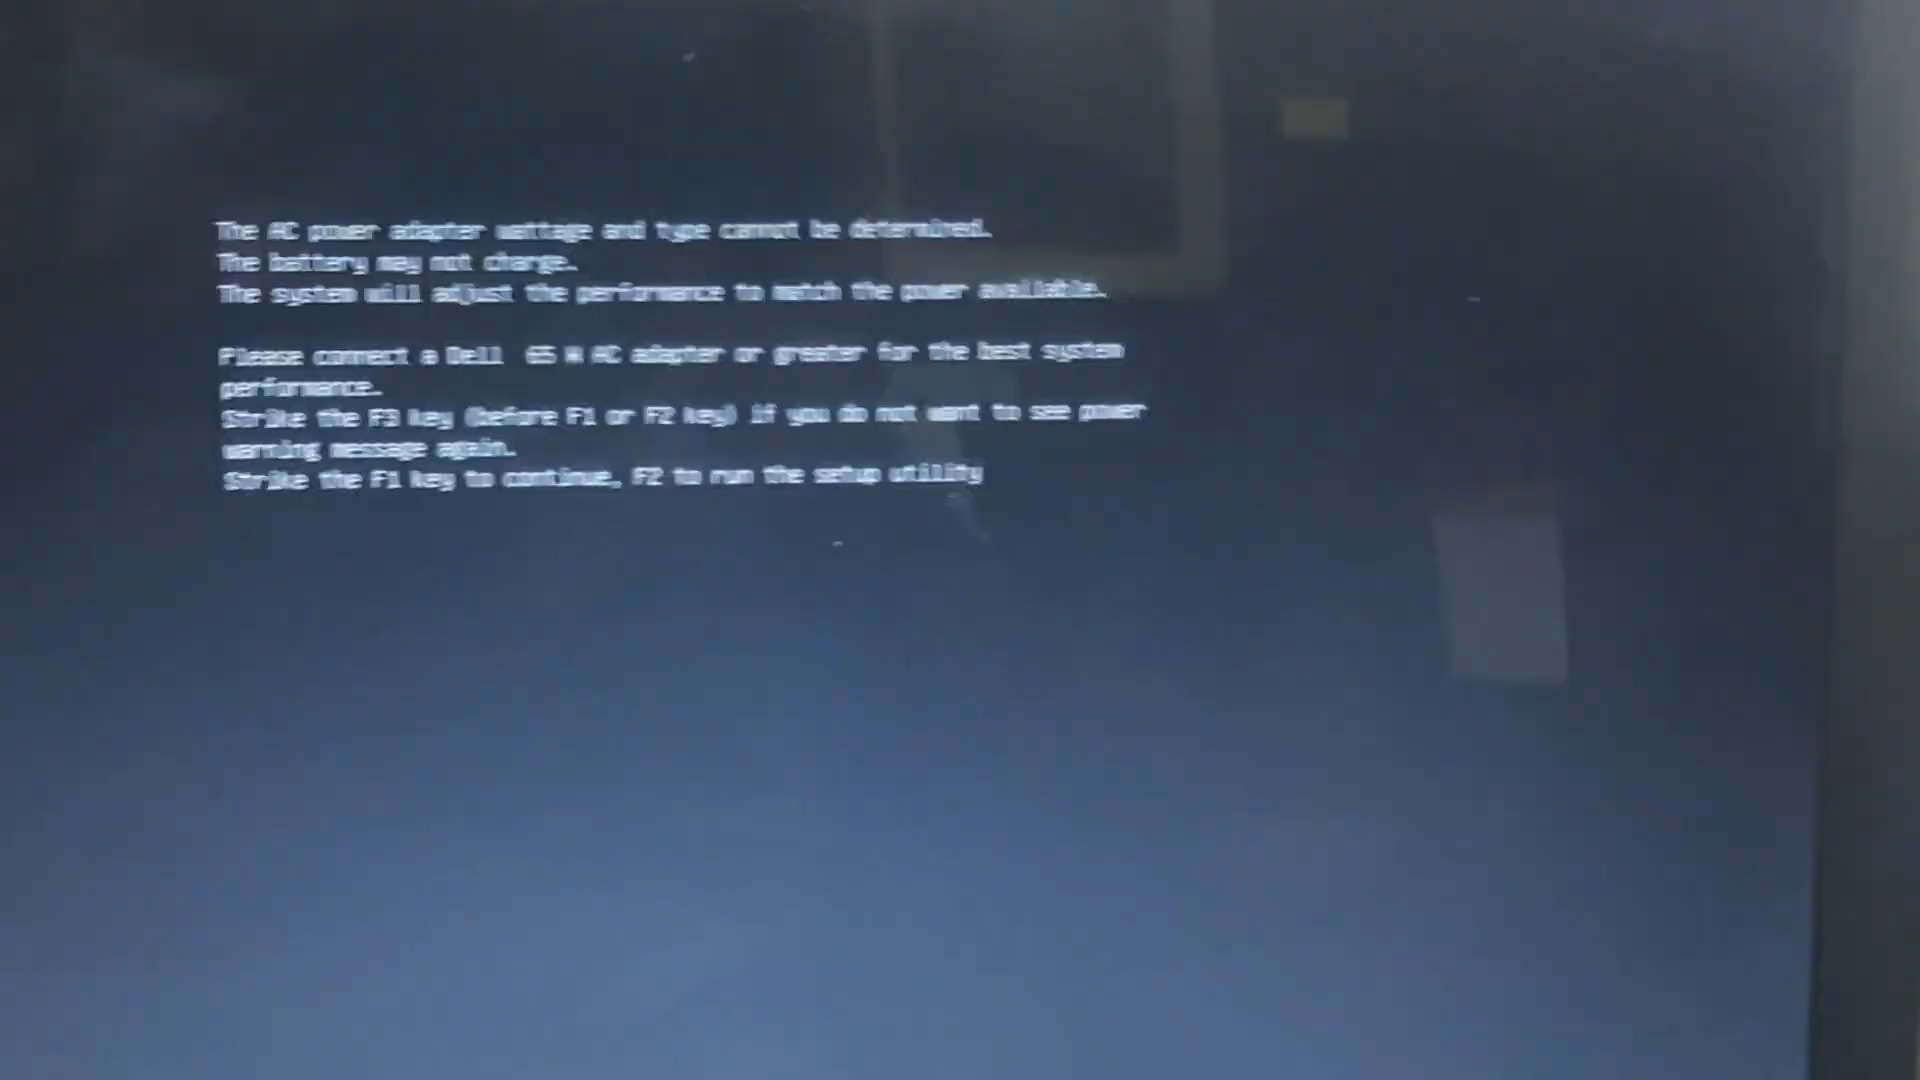 The AC power adapter wattage and type cannot be determined.
The battery may not charge.
The system will adjust the performance to match the power available.
Please connect a Dell 65 W AC adapter or greater for the best system
performance.
Strike the F3 key (before F1 or F2 key) if you do not want to see power
warning message again.
Strike the F1 key to continue, F2 to run the setup utility